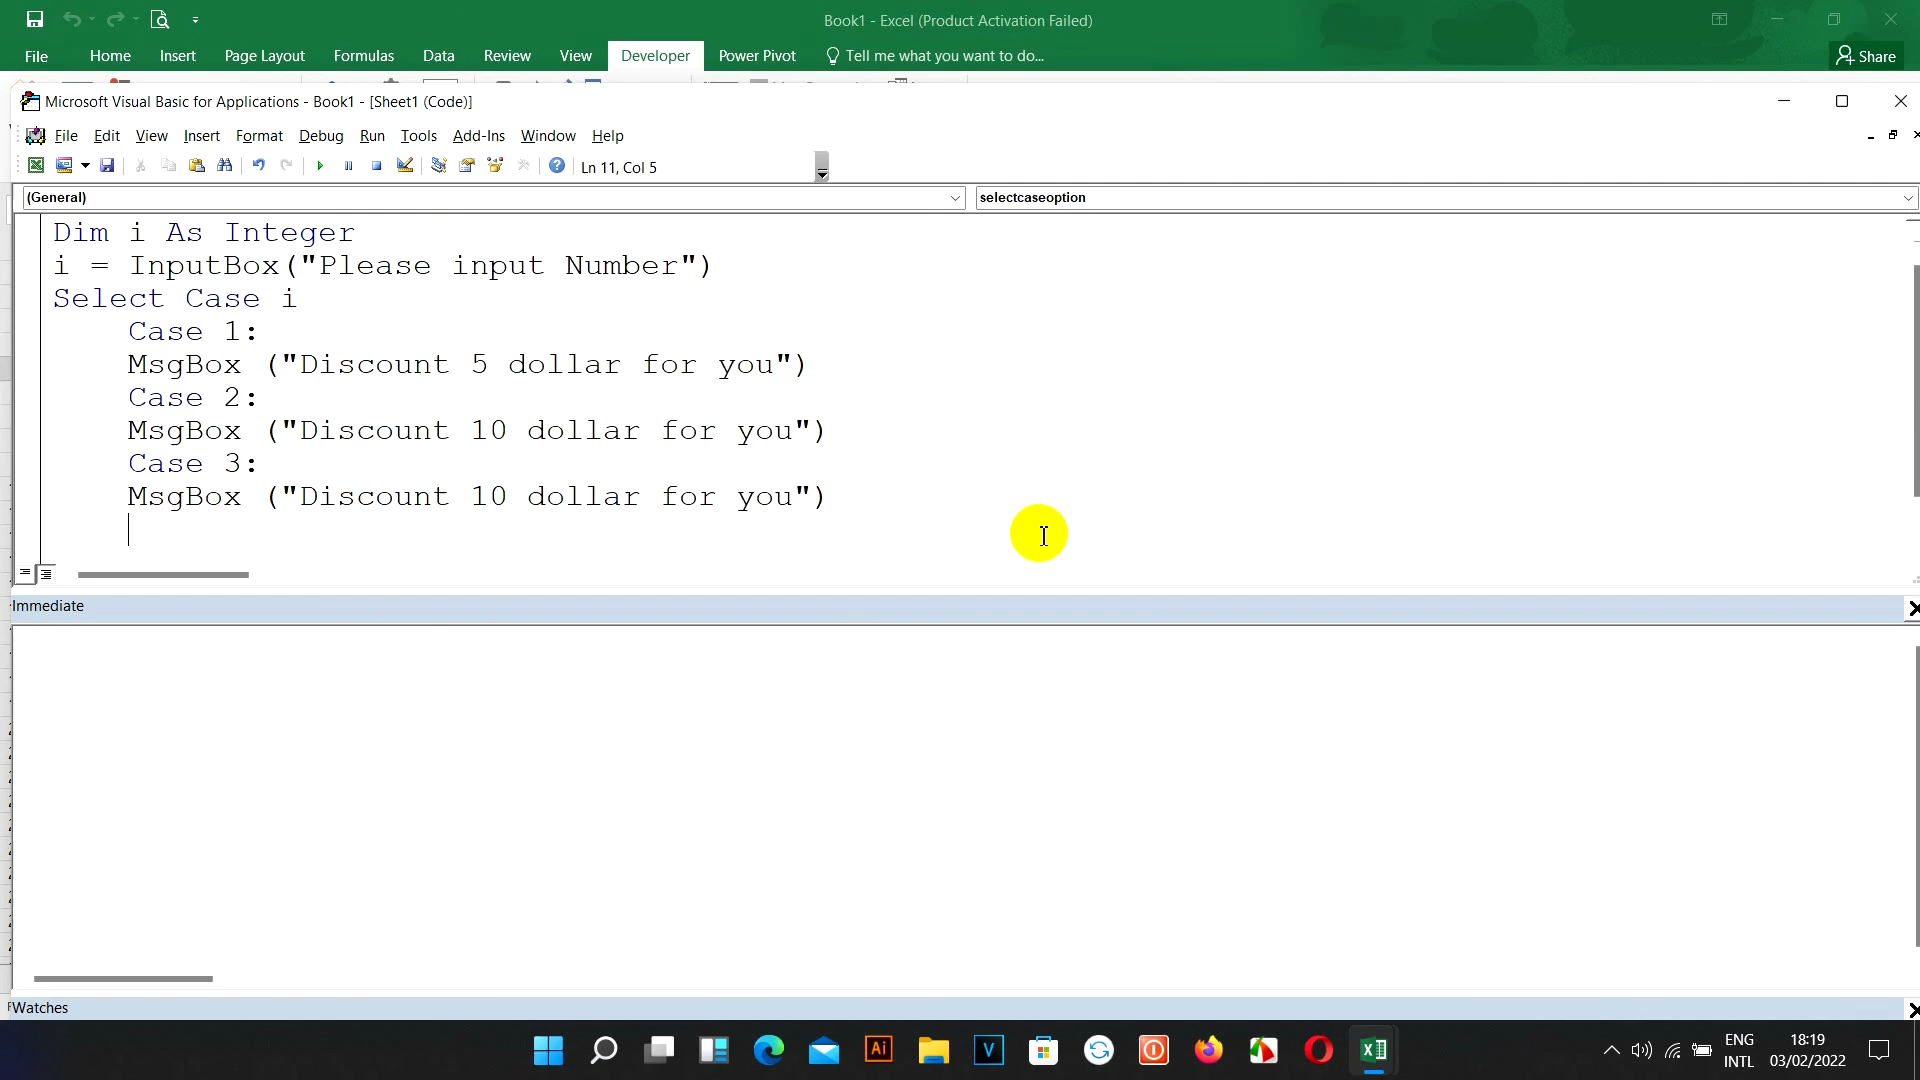 Book1 - Excel (Product Activation Failed)
File Home Insert Page Layout Formulas Data Review View Developer Power Pivot Tell me what you want to do... Share
Microsoft Visual Basic for Applications - Book1 - [Sheet1 (Code)]
File Edit View Insert Format Debug Run Tools Add-Ins Window Help
Ln 11, Col 5
(General) selectcaseoption
Dim i As Integer
i = InputBox("Please input Number")
Select Case i
Case 1:
MsgBox ("Discount 5 dollar for you")
Case 2:
MsgBox ("Discount 10 dollar for you")
Case 3:
MsgBox ("Discount 10 dollar for you")
Immediate
Watches
Ai V
ENG 18:19
INTL 03/02/2022